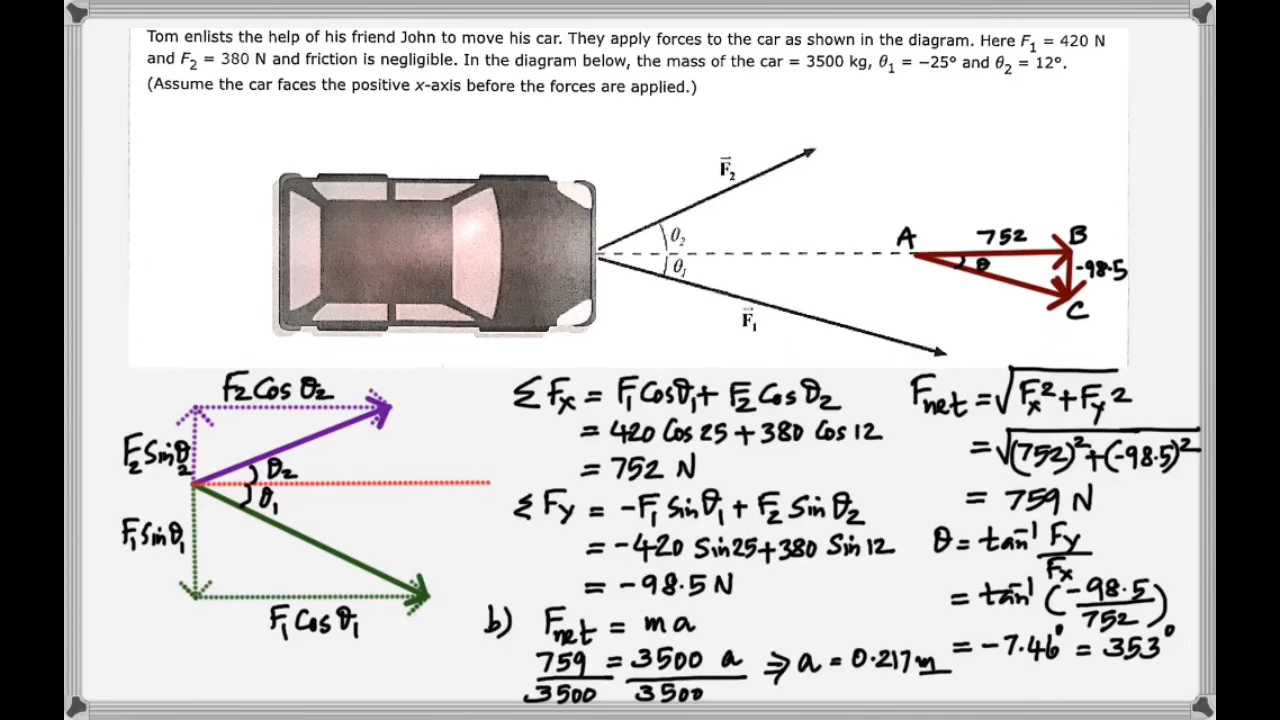 Tom enlists the help of his friend John to move his car. They apply forces to the car as shown in the diagram. Here F₁ = 420 N
and F₂ = 380 N and friction is negligible. In the diagram below, the mass of the car = 3500 kg, θ₁ = −25° and θ₂ = 12°.
(Assume the car faces the positive x-axis before the forces are applied.)
F⃗₂
θ₂
θ₁
F⃗₁
A
752
B
θ
-98.5
C
F₂ Cos θ₂
F₂ Sin θ₂
θ₂
θ₁
F₁ Sin θ₁
F₁ Cos θ₁
Σ Fx = F₁ Cos θ₁ + F₂ Cos θ₂
= 420 Cos 25 + 380 Cos 12
= 752 N
Σ Fy = -F₁ Sin θ₁ + F₂ Sin θ₂
= -420 Sin 25 + 380 Sin 12
= -98.5 N
b) Fnet = ma
759/3500 = 3500 a/3500 ⇒ a = 0.217 m
Fnet = √(Fx² + Fy²)
= √((752)² + (-98.5)²)
= 759 N
θ = tan⁻¹ Fy/Fx
= tan⁻¹ (-98.5/752)
= -7.46° = 353°